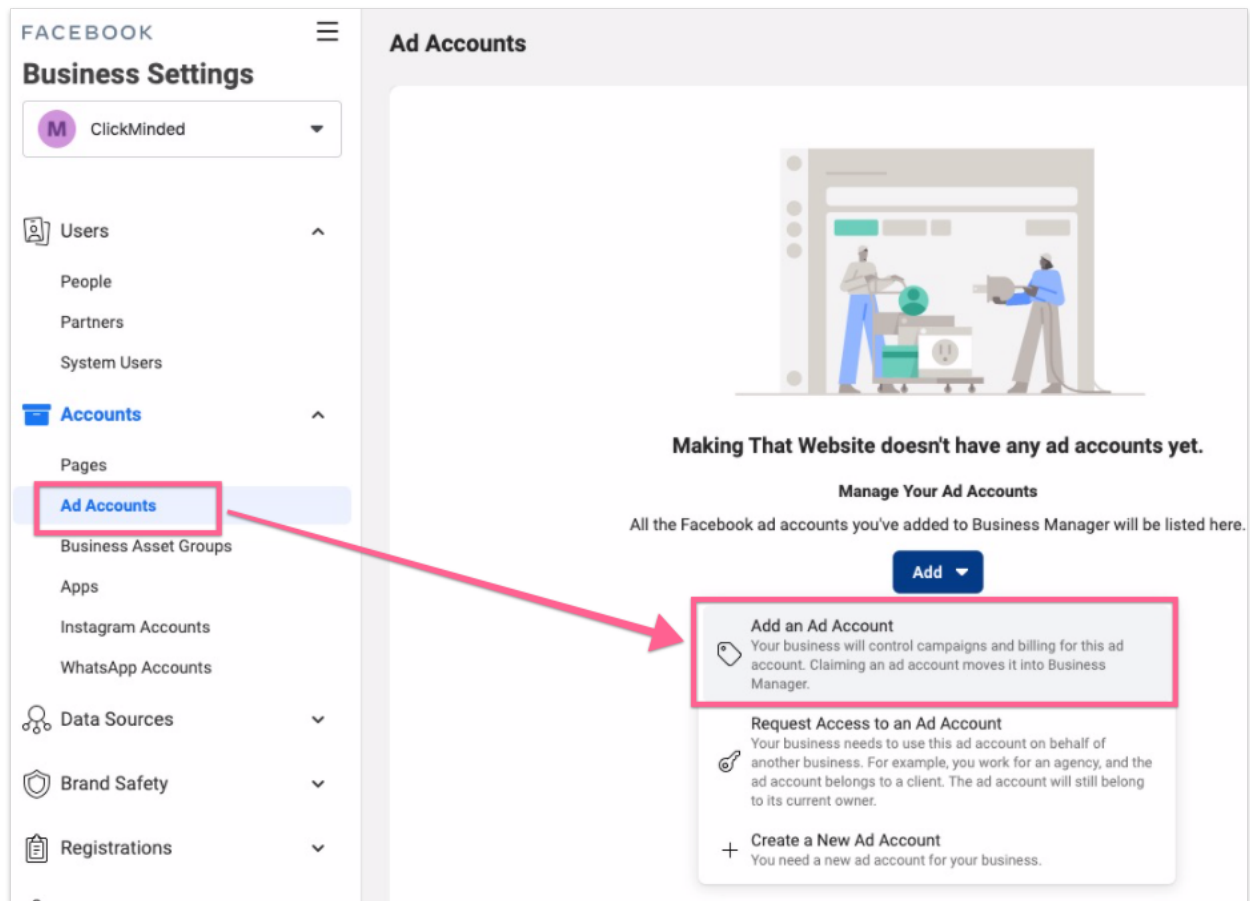 FACEBOOK
Business Settings
M ClickMinded
Users
People
Partners
System Users
Accounts
Pages
Ad Accounts
Business Asset Groups
Apps
Instagram Accounts
WhatsApp Accounts
Data Sources
Brand Safety
Registrations
Ad Accounts
Making That Website doesn't have any ad accounts yet.
Manage Your Ad Accounts
All the Facebook ad accounts you've added to Business Manager will be listed here.
Add
Add an Ad Account
Your business will control campaigns and billing for this ad
account. Claiming an ad account moves it into Business
Manager.
Request Access to an Ad Account
Your business needs to use this ad account on behalf of
another business. For example, you work for an agency, and the
ad account belongs to a client. The ad account will still belong
to its current owner.
Create a New Ad Account
You need a new ad account for your business.